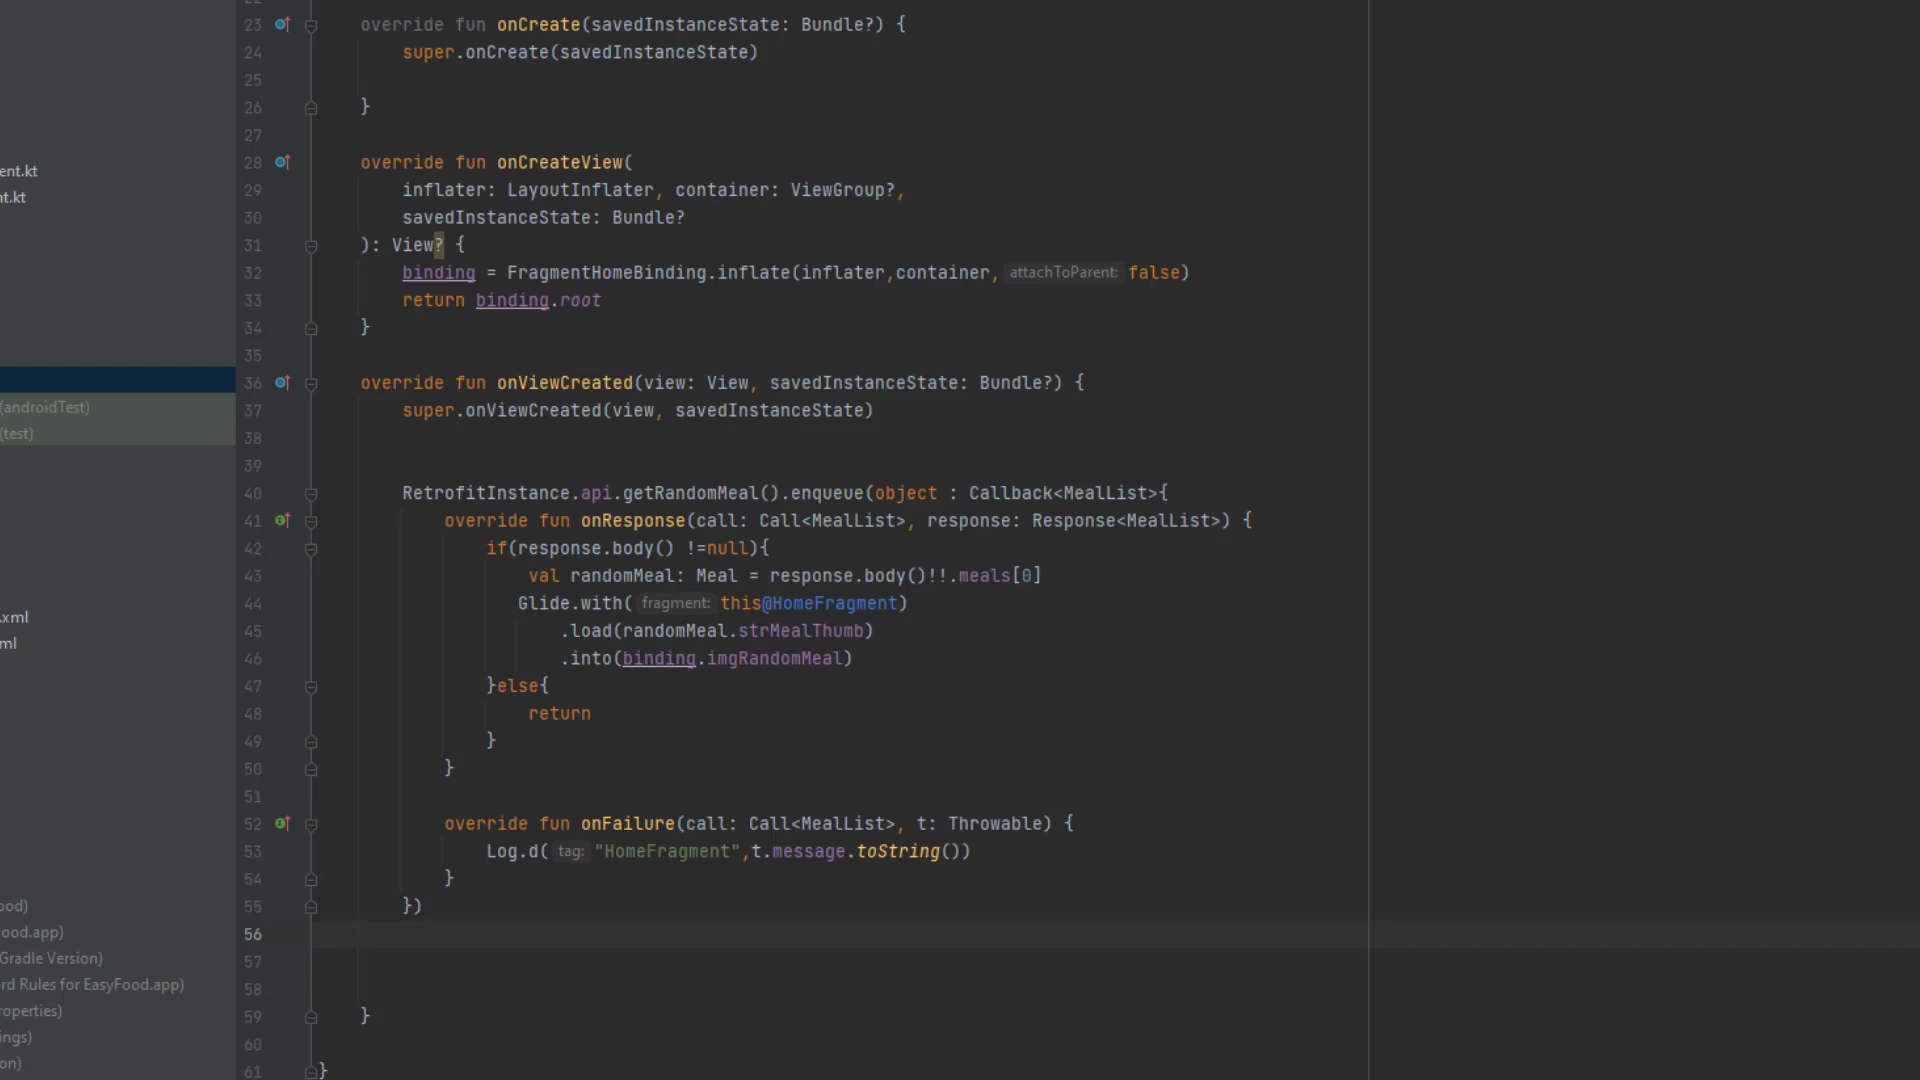 23 override fun onCreate(savedInstanceState: Bundle?) {
24 super.onCreate(savedInstanceState)
25
26 }
27
ent.kt
28 override fun onCreateView(
29 inflater: LayoutInflater, container: ViewGroup?,
nt.kt
30 savedInstanceState: Bundle?
31 ): View? {
32 binding = FragmentHomeBinding.inflate(inflater,container, attachToParent: false)
33 return binding.root
34 }
35
36 override fun onViewCreated(view: View, savedInstanceState: Bundle?) {
(androidTest)
37 super.onViewCreated(view, savedInstanceState)
(test)
38
39
40 RetrofitInstance.api.getRandomMeal().enqueue(object : Callback<MealList>{
41 override fun onResponse(call: Call<MealList>, response: Response<MealList>) {
42 if(response.body() !=null){
43 val randomMeal: Meal = response.body()!!.meals[0]
44 Glide.with( fragment: this@HomeFragment)
.xml
45 .load(randomMeal.strMealThumb)
ml
46 .into(binding.imgRandomMeal)
47 }else{
48 return
49 }
50 }
51
52 override fun onFailure(call: Call<MealList>, t: Throwable) {
53 Log.d( tag: "HomeFragment",t.message.toString())
54 }
55 })
ood)
56
ood.app)
57
Gradle Version)
58
rd Rules for EasyFood.app)
59 }
roperties)
60
ings)
61 }
on)